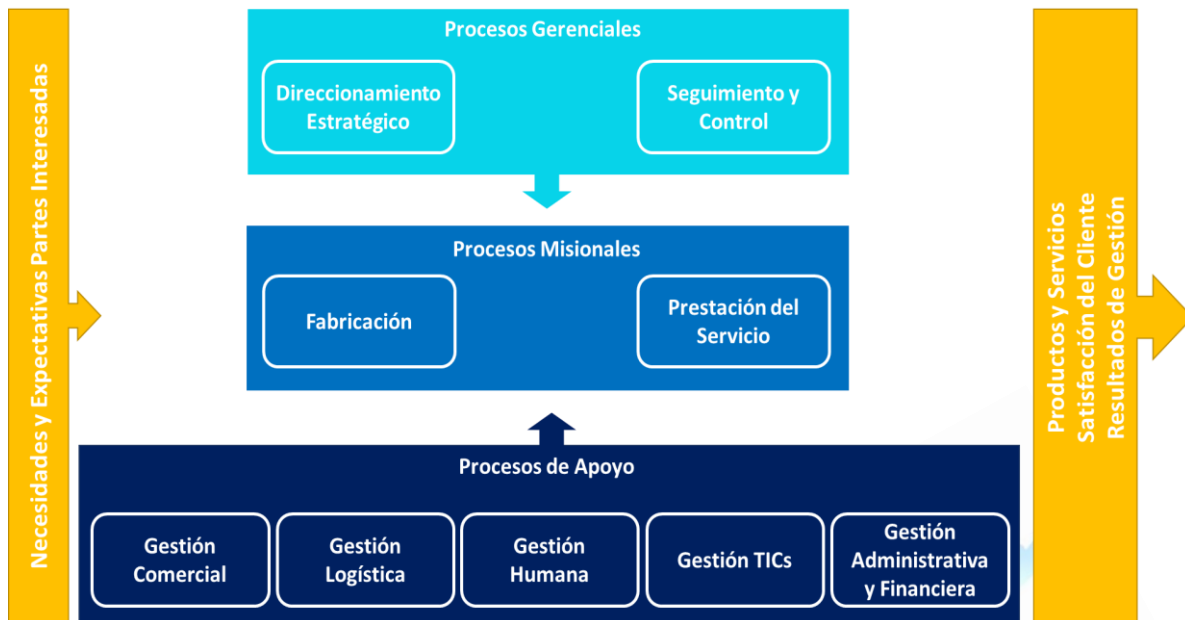 Necesidades y Expectativas Partes Interesadas
Procesos Gerenciales
Direccionamiento
Estratégico
Seguimiento y
Control
Procesos Misionales
Fabricación
Prestación del
Servicio
Procesos de Apoyo
Gestión
Comercial
Gestión
Logística
Gestión
Humana
Gestión TICs
Gestión
Administrativa
y Financiera
Productos y Servicios
Satisfacción del Cliente
Resultados de Gestión